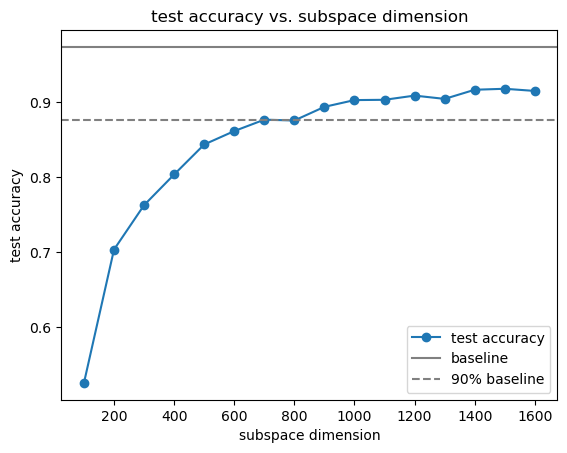 test accuracy vs. subspace dimension
test accuracy
0.9
0.8
0.7
0.6
200 400 600 800 1000 1200 1400 1600
subspace dimension
test accuracy
baseline
90% baseline